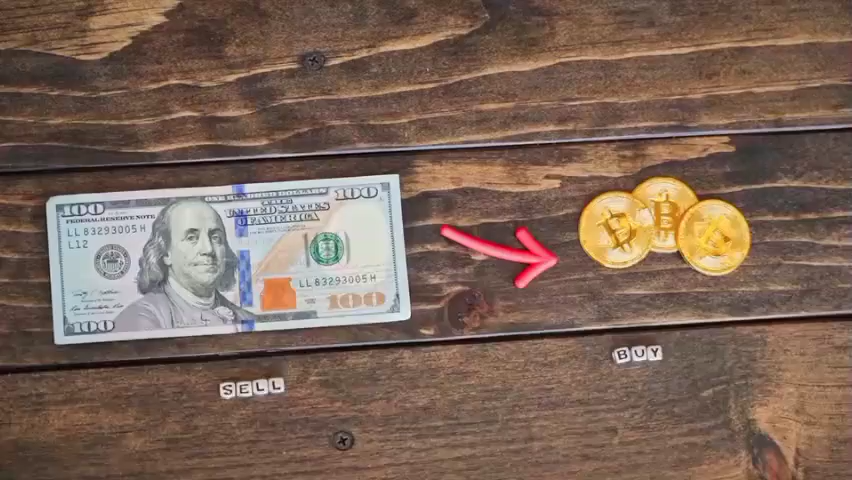 100
ONE HUNDRED DOLLARS
100
FEDERAL RESERVE NOTE
THE
UNITED STATES
OF AMERICA
LL 83293005 H
L12
LL 83293005 H
100
100
SELL
BUY